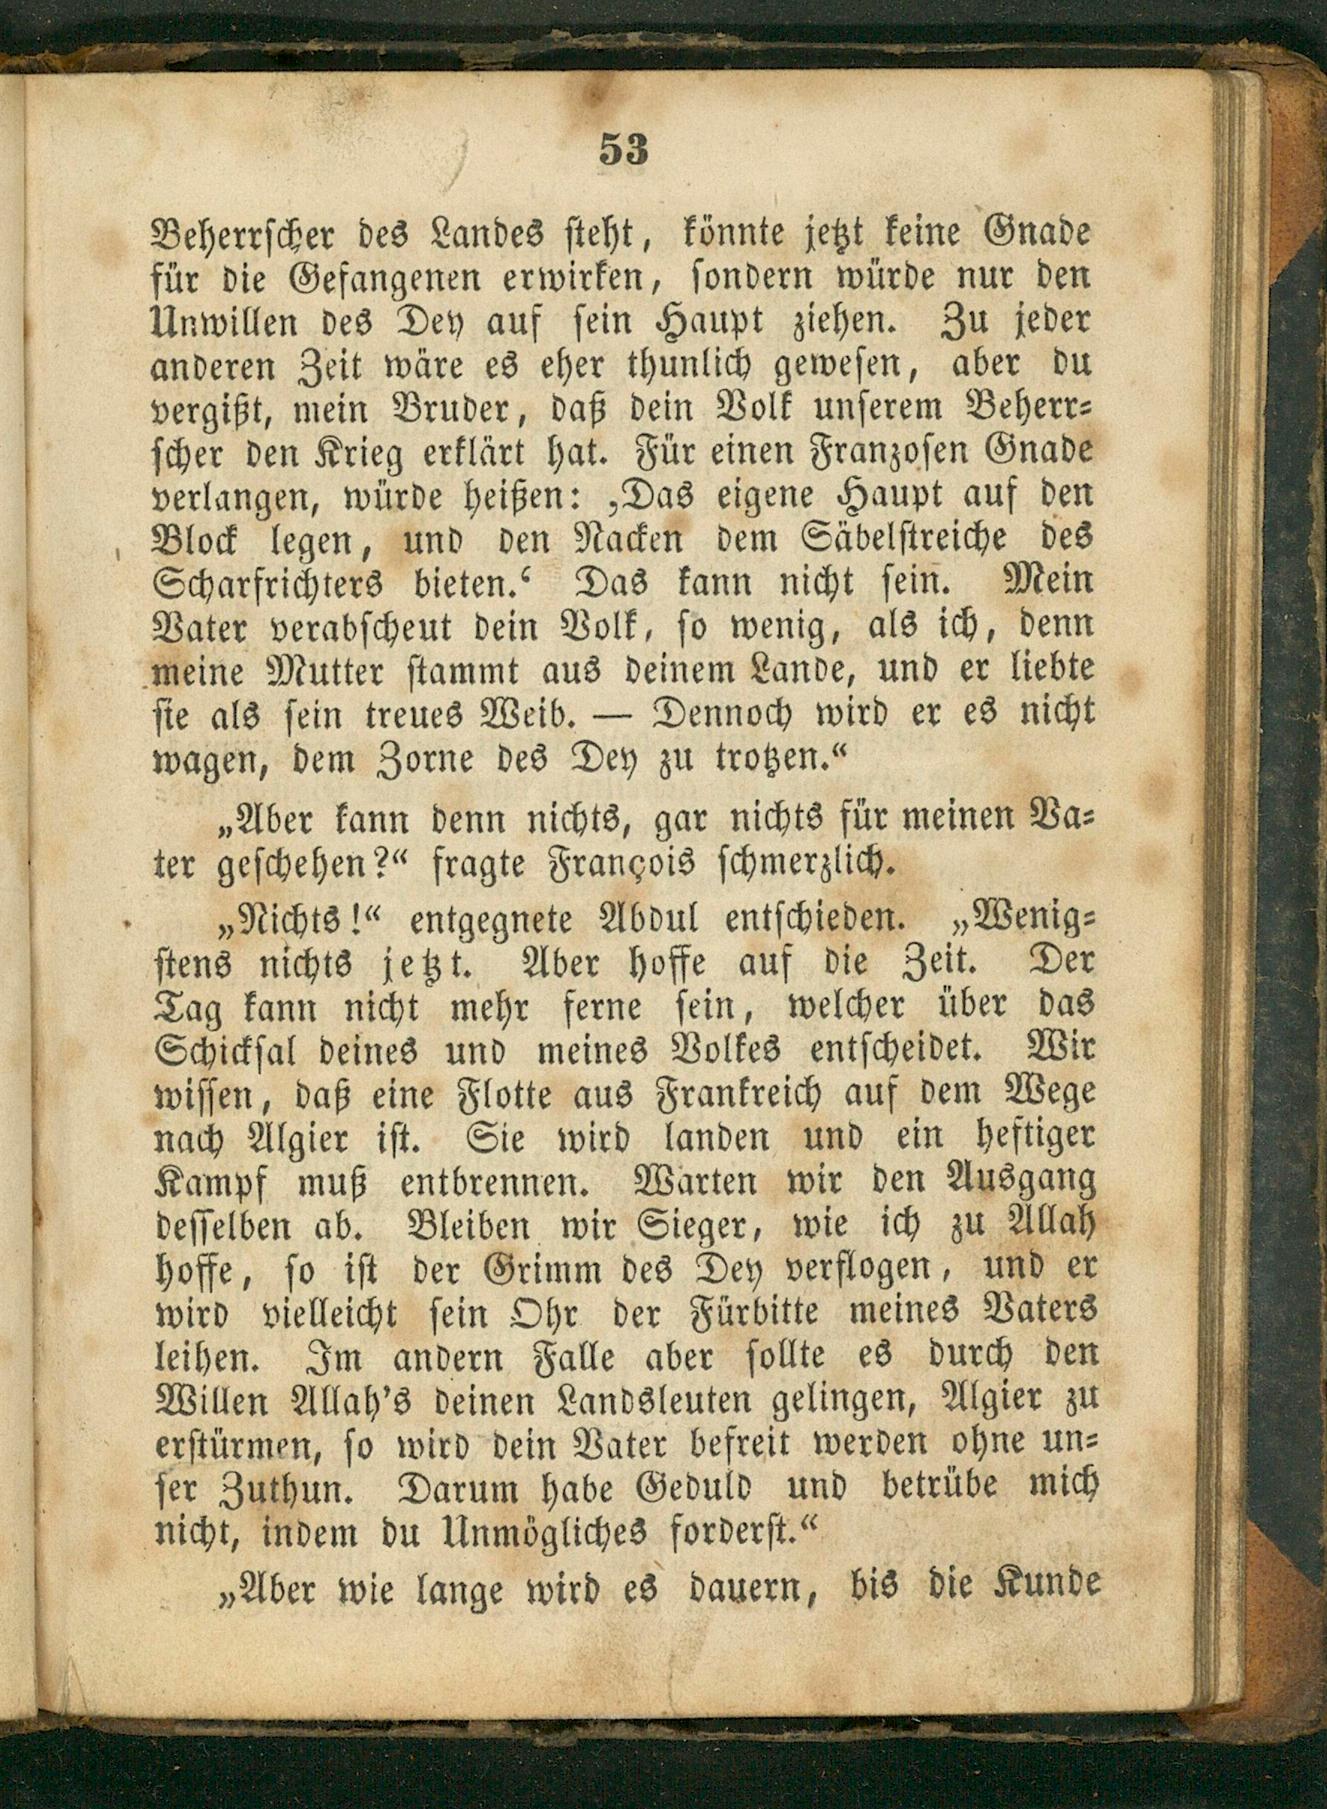 53
Beherrscher des Landes steht, könnte jetzt keine Gnade
für die Gefangenen erwirken, sondern würde nur den
Unwillen des Dey auf sein Haupt ziehen. Zu jeder
anderen Zeit wäre es eher thunlich gewesen, aber du
vergißt, mein Bruder, daß dein Volk unserem Beherr-
scher den Krieg erklärt hat. Für einen Franzosen Gnade
verlangen, würde heißen: ‚Das eigene Haupt auf den
Block legen, und den Nacken dem Säbelstreiche des
Scharfrichters bieten.‘ Das kann nicht sein. Mein
Vater verabscheut dein Volk, so wenig, als ich, denn
meine Mutter stammt aus deinem Lande, und er liebte
sie als sein treues Weib. — Dennoch wird er es nicht
wagen, dem Zorne des Dey zu trotzen.“
„Aber kann denn nichts, gar nichts für meinen Va-
ter geschehen?“ fragte François schmerzlich.
„Nichts!“ entgegnete Abdul entschieden. „Wenig-
stens nichts jetzt. Aber hoffe auf die Zeit. Der
Tag kann nicht mehr ferne sein, welcher über das
Schicksal deines und meines Volkes entscheidet. Wir
wissen, daß eine Flotte aus Frankreich auf dem Wege
nach Algier ist. Sie wird landen und ein heftiger
Kampf muß entbrennen. Warten wir den Ausgang
desselben ab. Bleiben wir Sieger, wie ich zu Allah
hoffe, so ist der Grimm des Dey verflogen, und er
wird vielleicht sein Ohr der Fürbitte meines Vaters
leihen. Im andern Falle aber sollte es durch den
Willen Allah's deinen Landsleuten gelingen, Algier zu
erstürmen, so wird dein Vater befreit werden ohne un-
ser Zuthun. Darum habe Geduld und betrübe mich
nicht, indem du Unmögliches forderst.“
„Aber wie lange wird es dauern, bis die Kunde